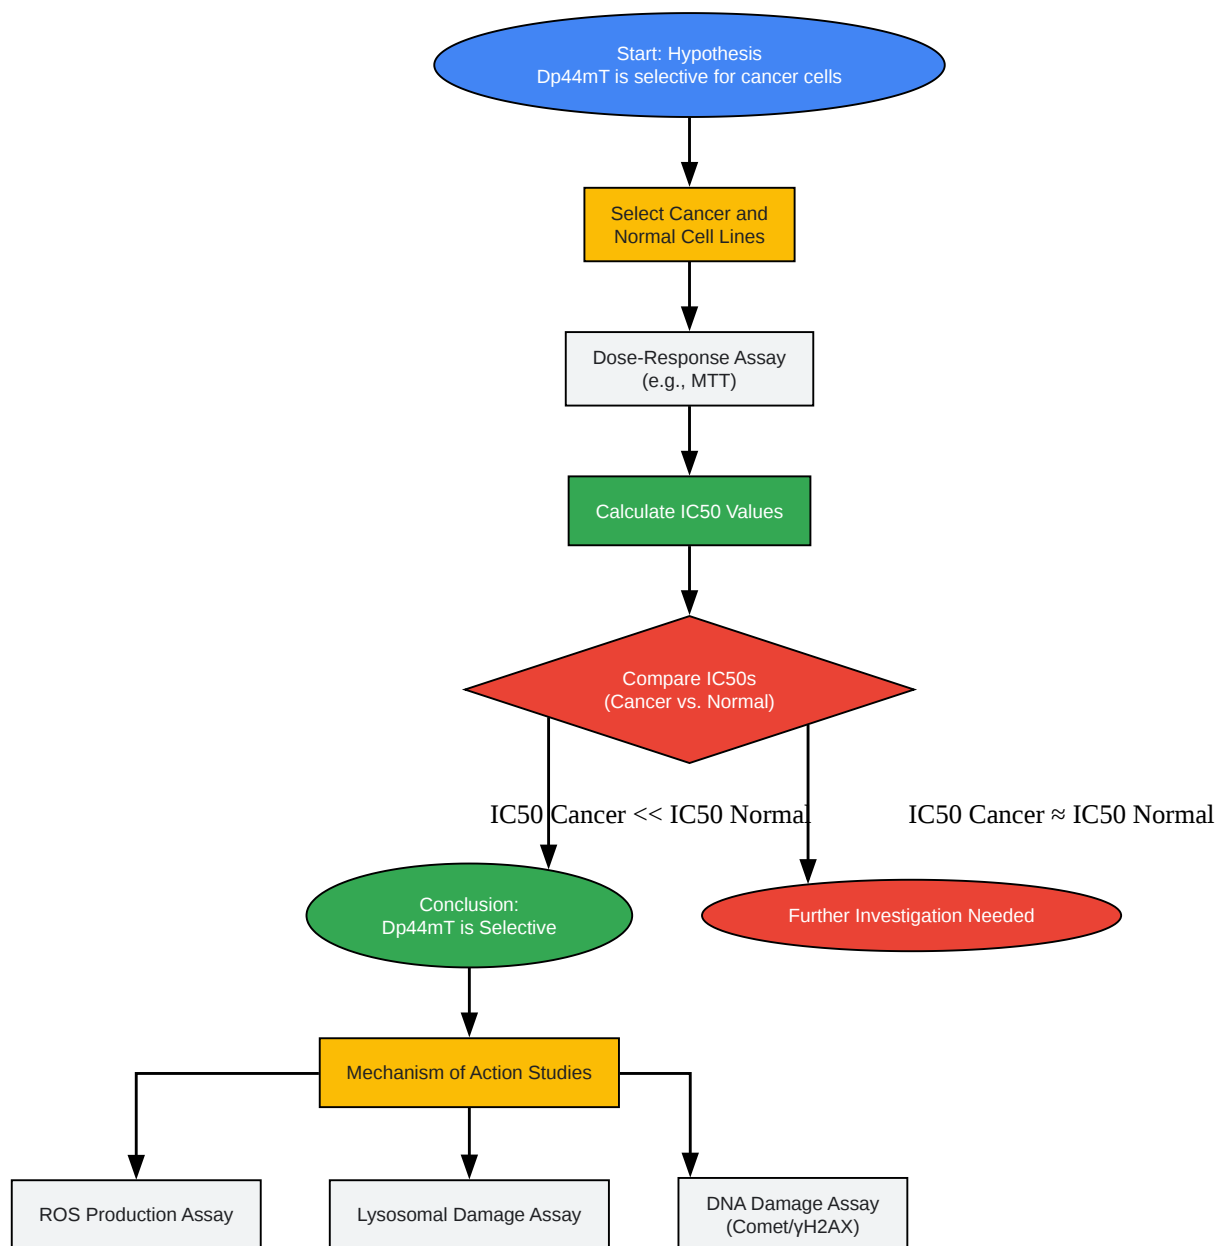 Start: Hypothesis
Dp44mT is selective for cancer cells
Select Cancer and
Normal Cell Lines
Dose-Response Assay
(e.g., MTT)
Calculate IC50 Values
Compare IC50s
(Cancer vs. Normal)
IC50 Cancer << IC50 Normal
IC50 Cancer ≈ IC50 Normal
Conclusion:
Dp44mT is Selective
Further Investigation Needed
Mechanism of Action Studies
ROS Production Assay
Lysosomal Damage Assay
DNA Damage Assay
(Comet/γH2AX)